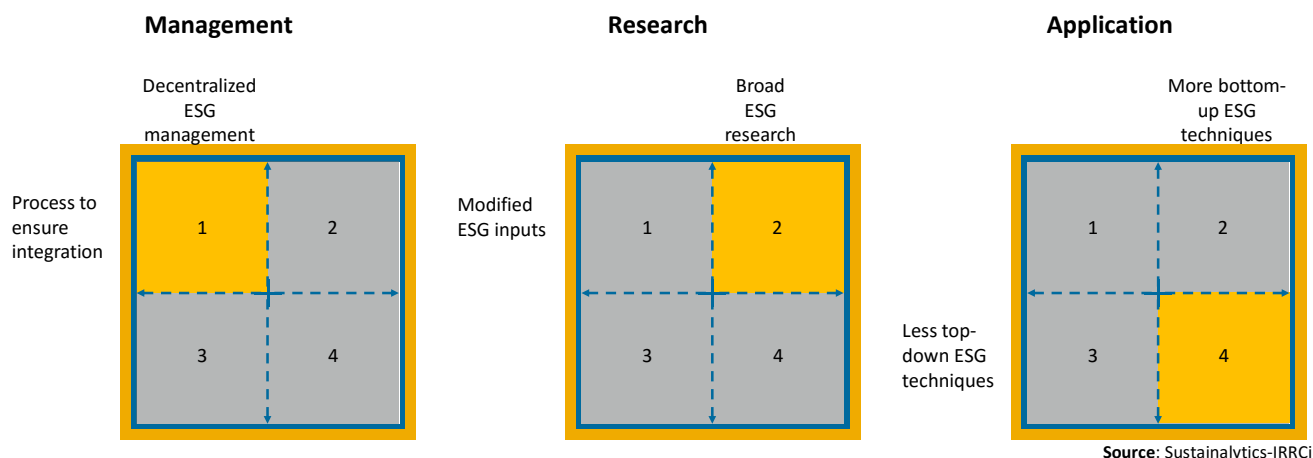 Management
Research
Application
Decentralized
ESG
management
Process to
ensure
integration
1
2
3
4
Broad
ESG
research
Modified
ESG inputs
1
2
3
4
More bottom-
up ESG
techniques
Less top-
down ESG
techniques
1
2
3
4
Source: Sustainalytics-IRRCi